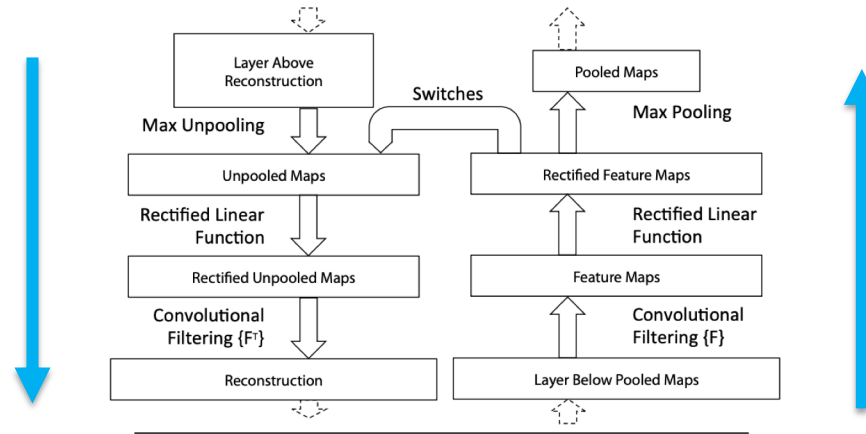 Layer Above
Reconstruction
Max Unpooling
Unpooled Maps
Rectified Linear
Function
Rectified Unpooled Maps
Convolutional
Filtering {Fᵀ}
Reconstruction
Switches
Pooled Maps
Max Pooling
Rectified Feature Maps
Rectified Linear
Function
Feature Maps
Convolutional
Filtering {F}
Layer Below Pooled Maps